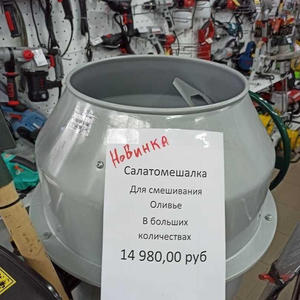 Новинка
Салатомешалка
Для смешивания
Оливье
В больших
количествах
14 980,00 руб